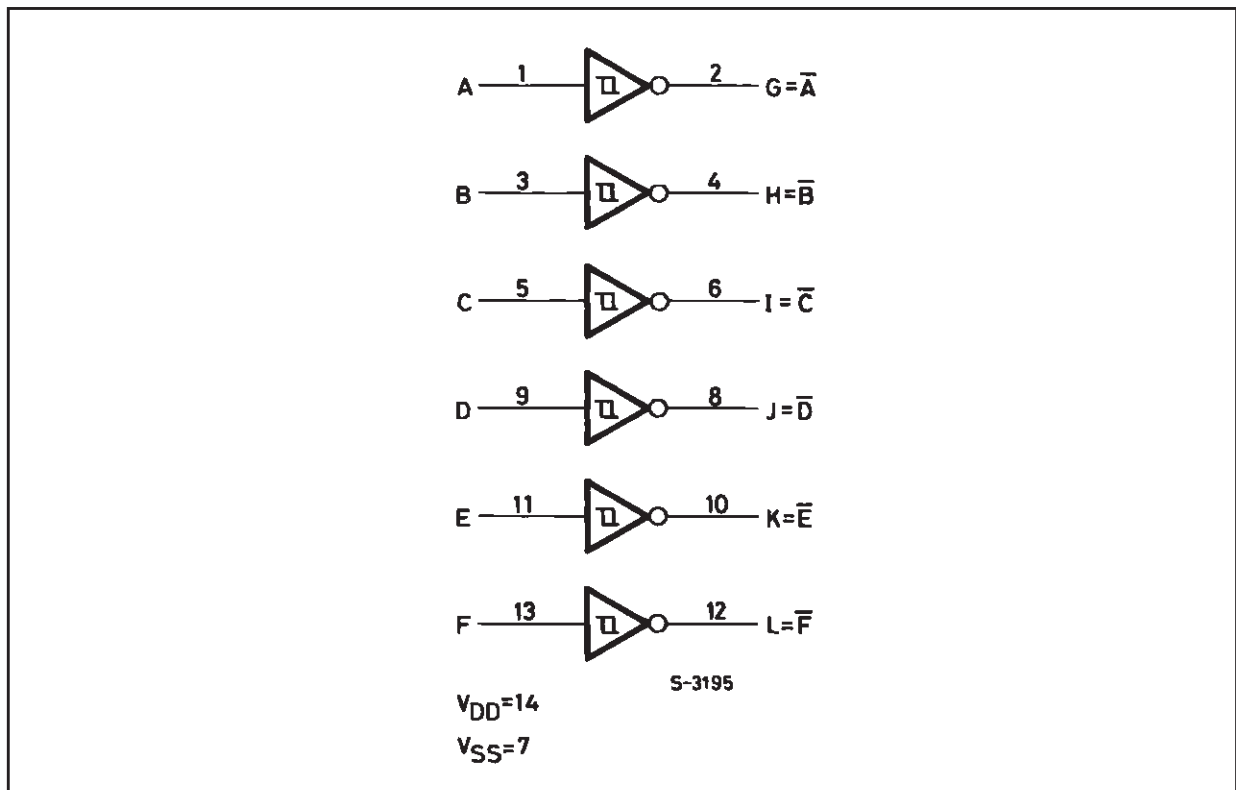 A 1 2 G=A̅
B 3 4 H=B̅
C 5 6 I=C̅
D 9 8 J=D̅
E 11 10 K=E̅
F 13 12 L=F̅
S-3195
VDD=14
VSS=7